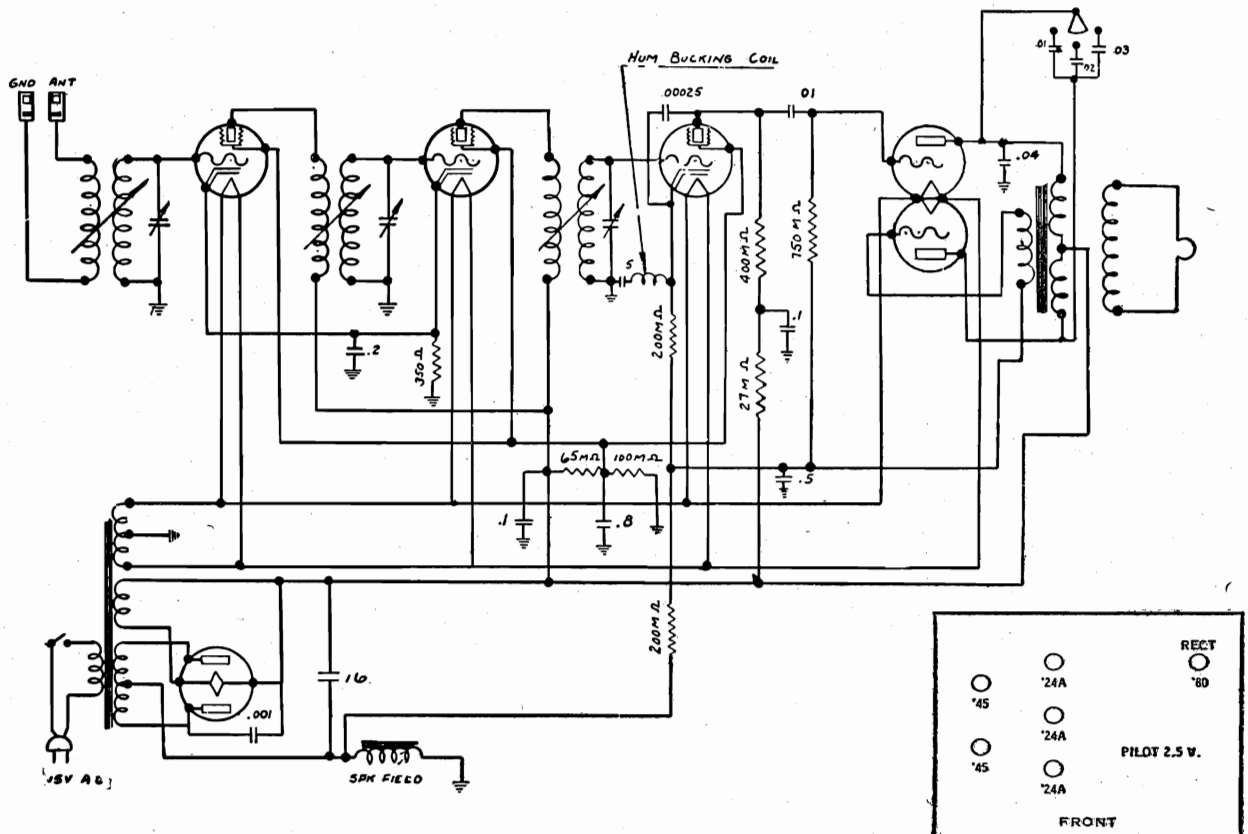 GND ANT
HUM BUCKING COIL
.00025
01
.01
.02
.03
.04
5
400MΩ
750MΩ
200MΩ
.1
27MΩ
.2
350Ω
65MΩ
100MΩ
.5
.1
.8
200MΩ
16
.001
SPK FIELD
RECT
'80
'24A
'45
'24A
'45
'24A
PILOT 2.5 V.
FRONT